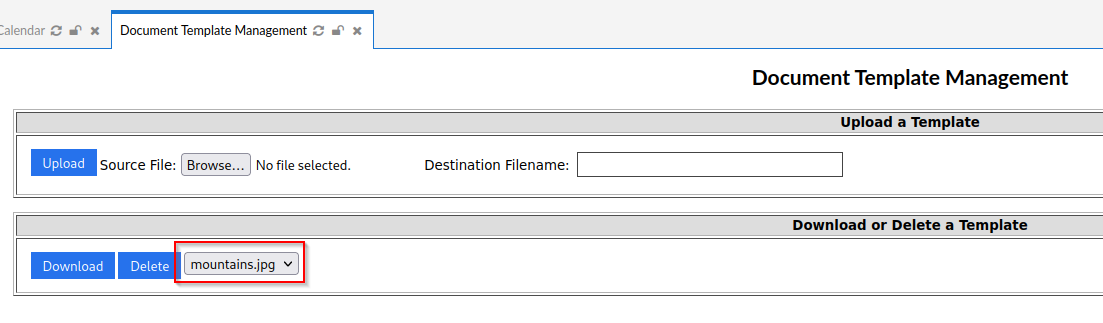 Calendar Document Template Management
Document Template Management
Upload a Template
Upload Source File: Browse... No file selected. Destination Filename:
Download or Delete a Template
Download Delete mountains.jpg